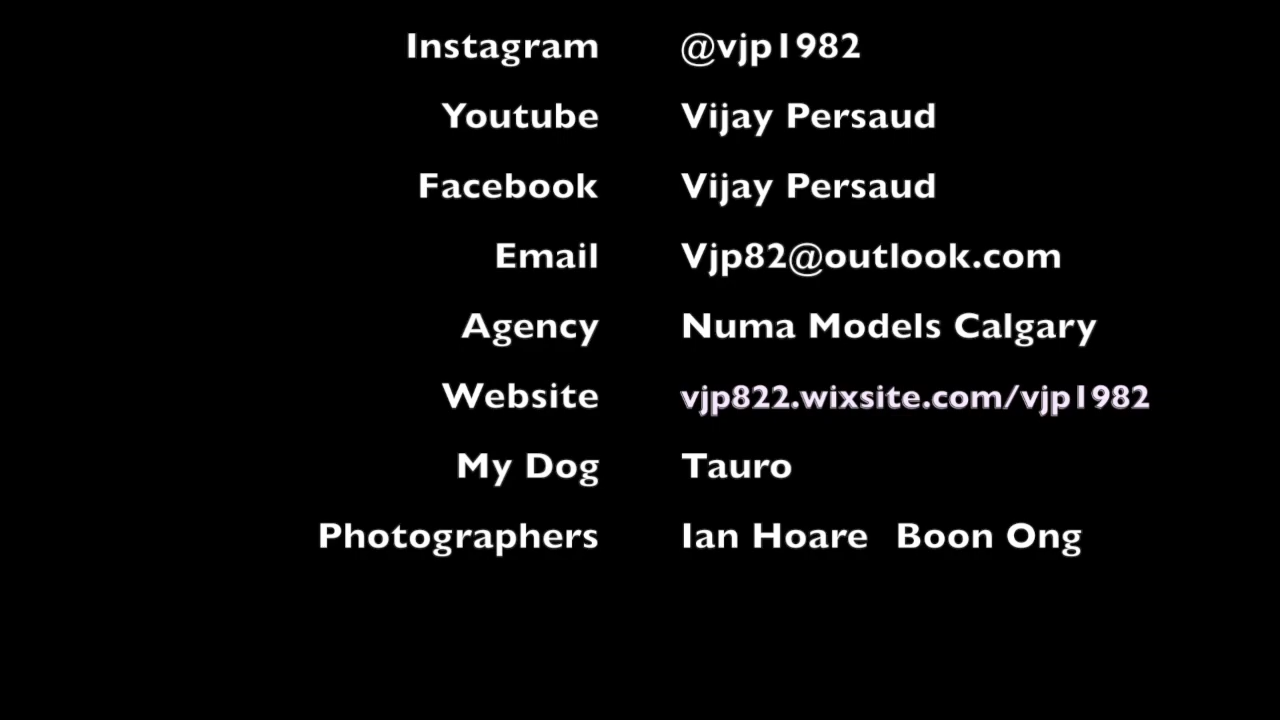 Instagram @vjp1982
Youtube Vijay Persaud
Facebook Vijay Persaud
Email Vjp82@outlook.com
Agency Numa Models Calgary
Website vjp822.wixsite.com/vjp1982
My Dog Tauro
Photographers Ian Hoare Boon Ong